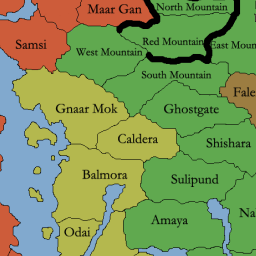 Maar Gan
North Mountain
Samsi
West Mountain
Red Mountain
East Mount
South Mountain
Gnaar Mok
Ghostgate
Fale
Caldera
Shishara
Balmora
Sulipund
Amaya
Na
Odai